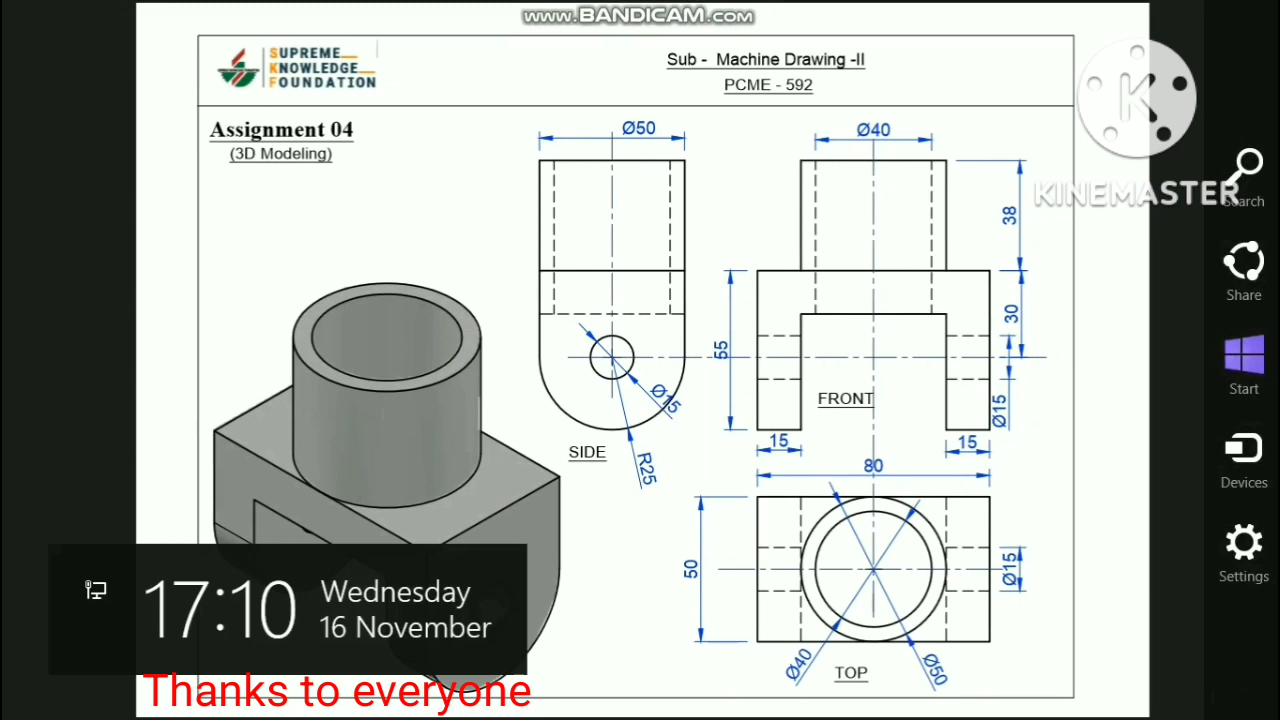 www.BANDICAM.com
SUPREME
KNOWLEDGE
FOUNDATION
Sub - Machine Drawing -II
PCME - 592
Assignment 04
(3D Modeling)
Ø50
Ø40
38
30
55
Ø15
Ø15
R25
SIDE
FRONT
15
15
80
50
Ø15
Ø40
Ø50
TOP
K
KINEMASTER
Search
Share
Start
Devices
Settings
17:10
Wednesday
16 November
Thanks to everyone